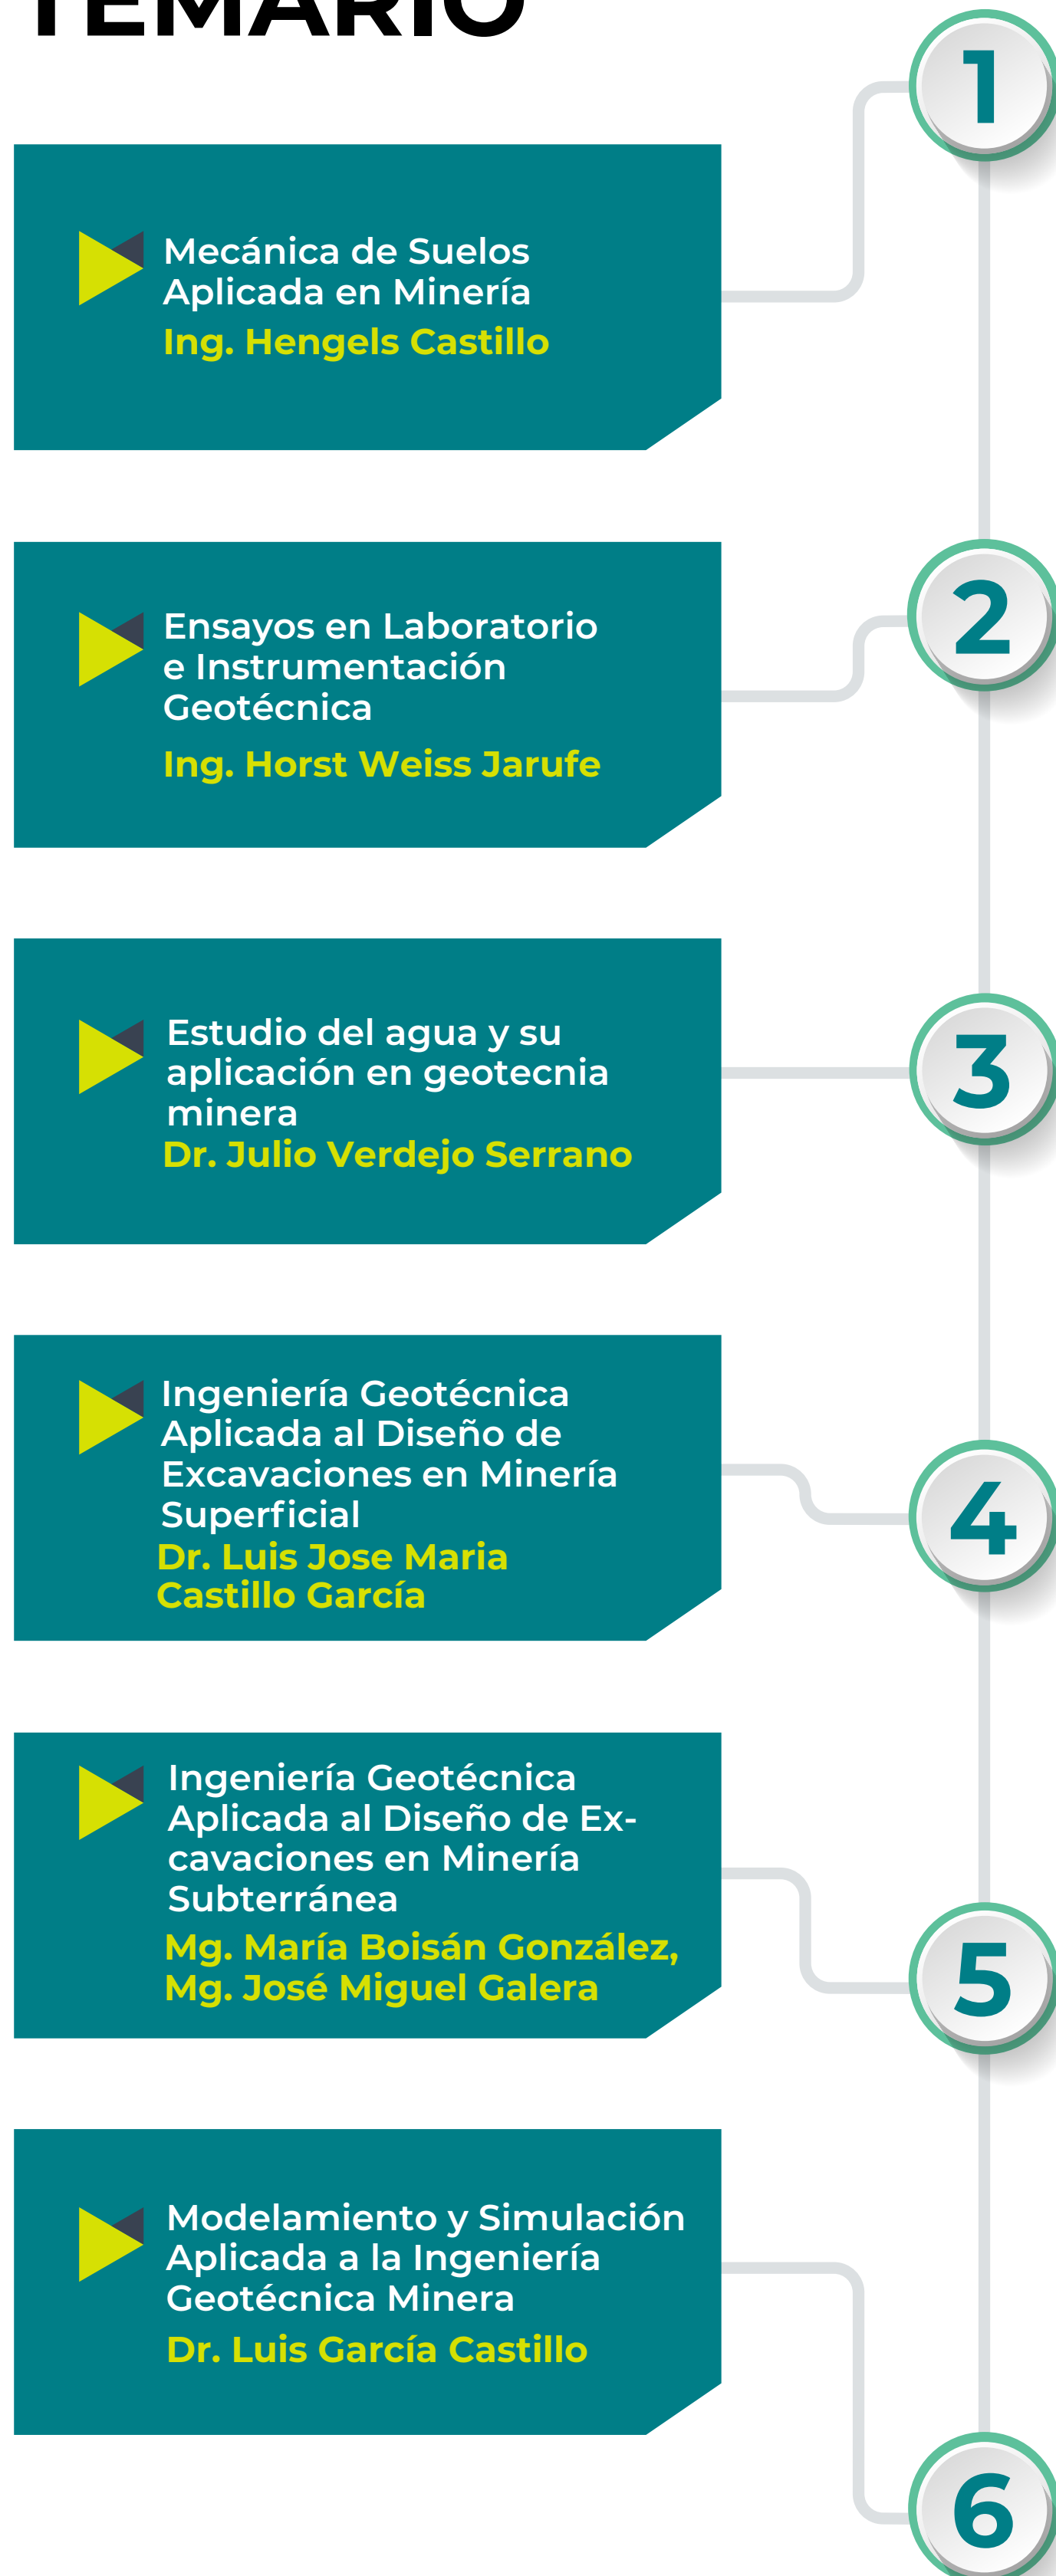 TEMARIO
1
Mecánica de Suelos
Aplicada en Minería
Ing. Hengels Castillo
2
Ensayos en Laboratorio
e Instrumentación
Geotécnica
Ing. Horst Weiss Jarufe
3
Estudio del agua y su
aplicación en geotecnia
minera
Dr. Julio Verdejo Serrano
4
Ingeniería Geotécnica
Aplicada al Diseño de
Excavaciones en Minería
Superficial
Dr. Luis Jose Maria
Castillo García
5
Ingeniería Geotécnica
Aplicada al Diseño de Ex-
cavaciones en Minería
Subterránea
Mg. María Boisán González,
Mg. José Miguel Galera
6
Modelamiento y Simulación
Aplicada a la Ingeniería
Geotécnica Minera
Dr. Luis García Castillo